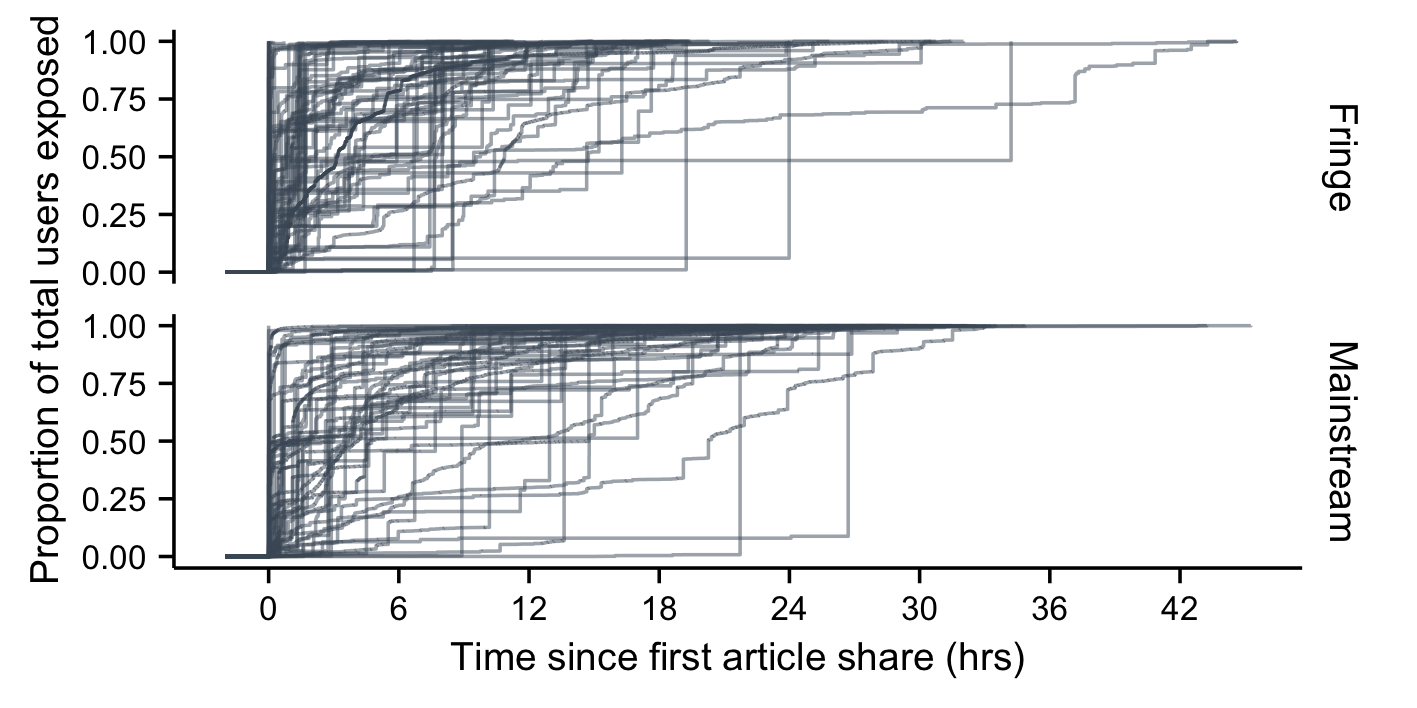 Proportion of total users exposed
1.00
0.75
0.50
0.25
0.00
Fringe
1.00
0.75
0.50
0.25
0.00
Mainstream
0 6 12 18 24 30 36 42
Time since first article share (hrs)